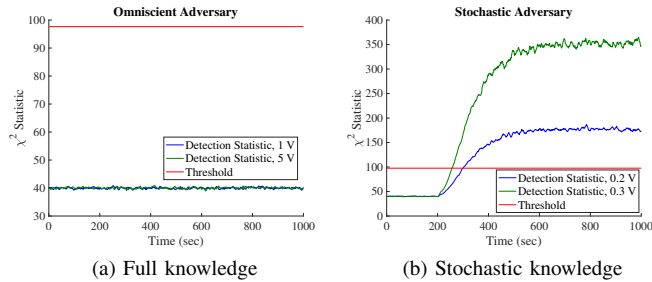 Omniscient Adversary
100
90
80
70
60
50
40
30
χ² Statistic
Detection Statistic, 1 V
Detection Statistic, 5 V
Threshold
0 200 400 600 800 1000
Time (sec)
(a) Full knowledge
Stochastic Adversary
400
350
300
250
200
150
100
50
0
χ² Statistic
Detection Statistic, 0.2 V
Detection Statistic, 0.3 V
Threshold
0 200 400 600 800 1000
Time (sec)
(b) Stochastic knowledge